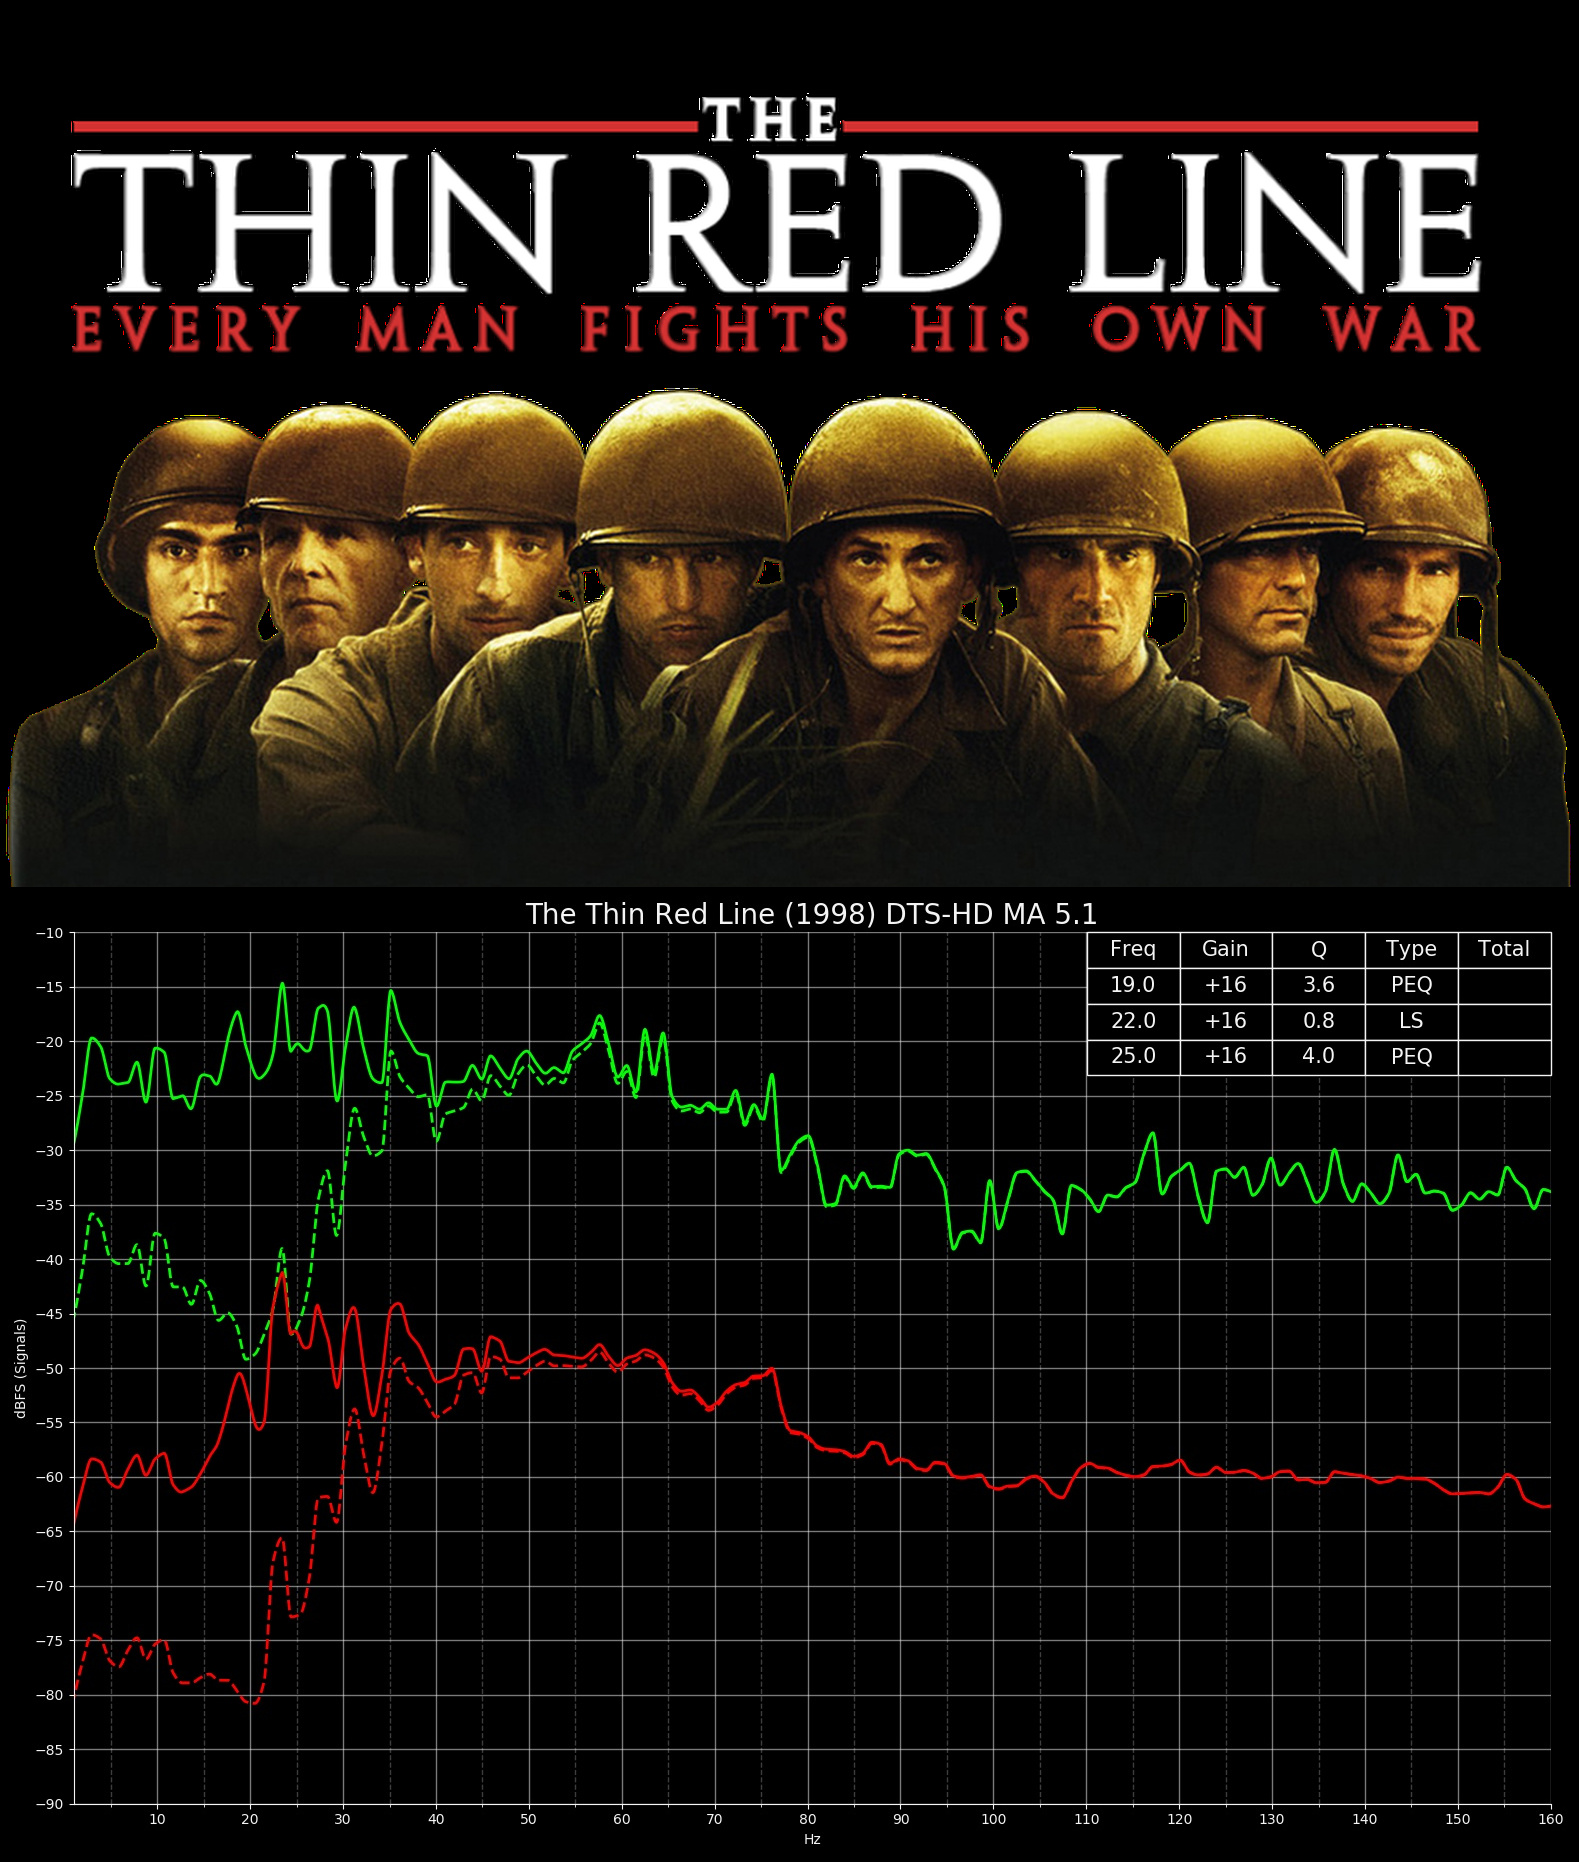 THE
THIN RED LINE
EVERY MAN FIGHTS HIS OWN WAR
The Thin Red Line (1998) DTS-HD MA 5.1
Freq Gain Q Type Total
19.0 +16 3.6 PEQ
22.0 +16 0.8 LS
25.0 +16 4.0 PEQ
−10
−15
−20
−25
−30
−35
−40
−45
−50
−55
−60
−65
−70
−75
−80
−85
−90
dBFS (Signals)
10 20 30 40 50 60 70 80 90 100 110 120 130 140 150 160
Hz